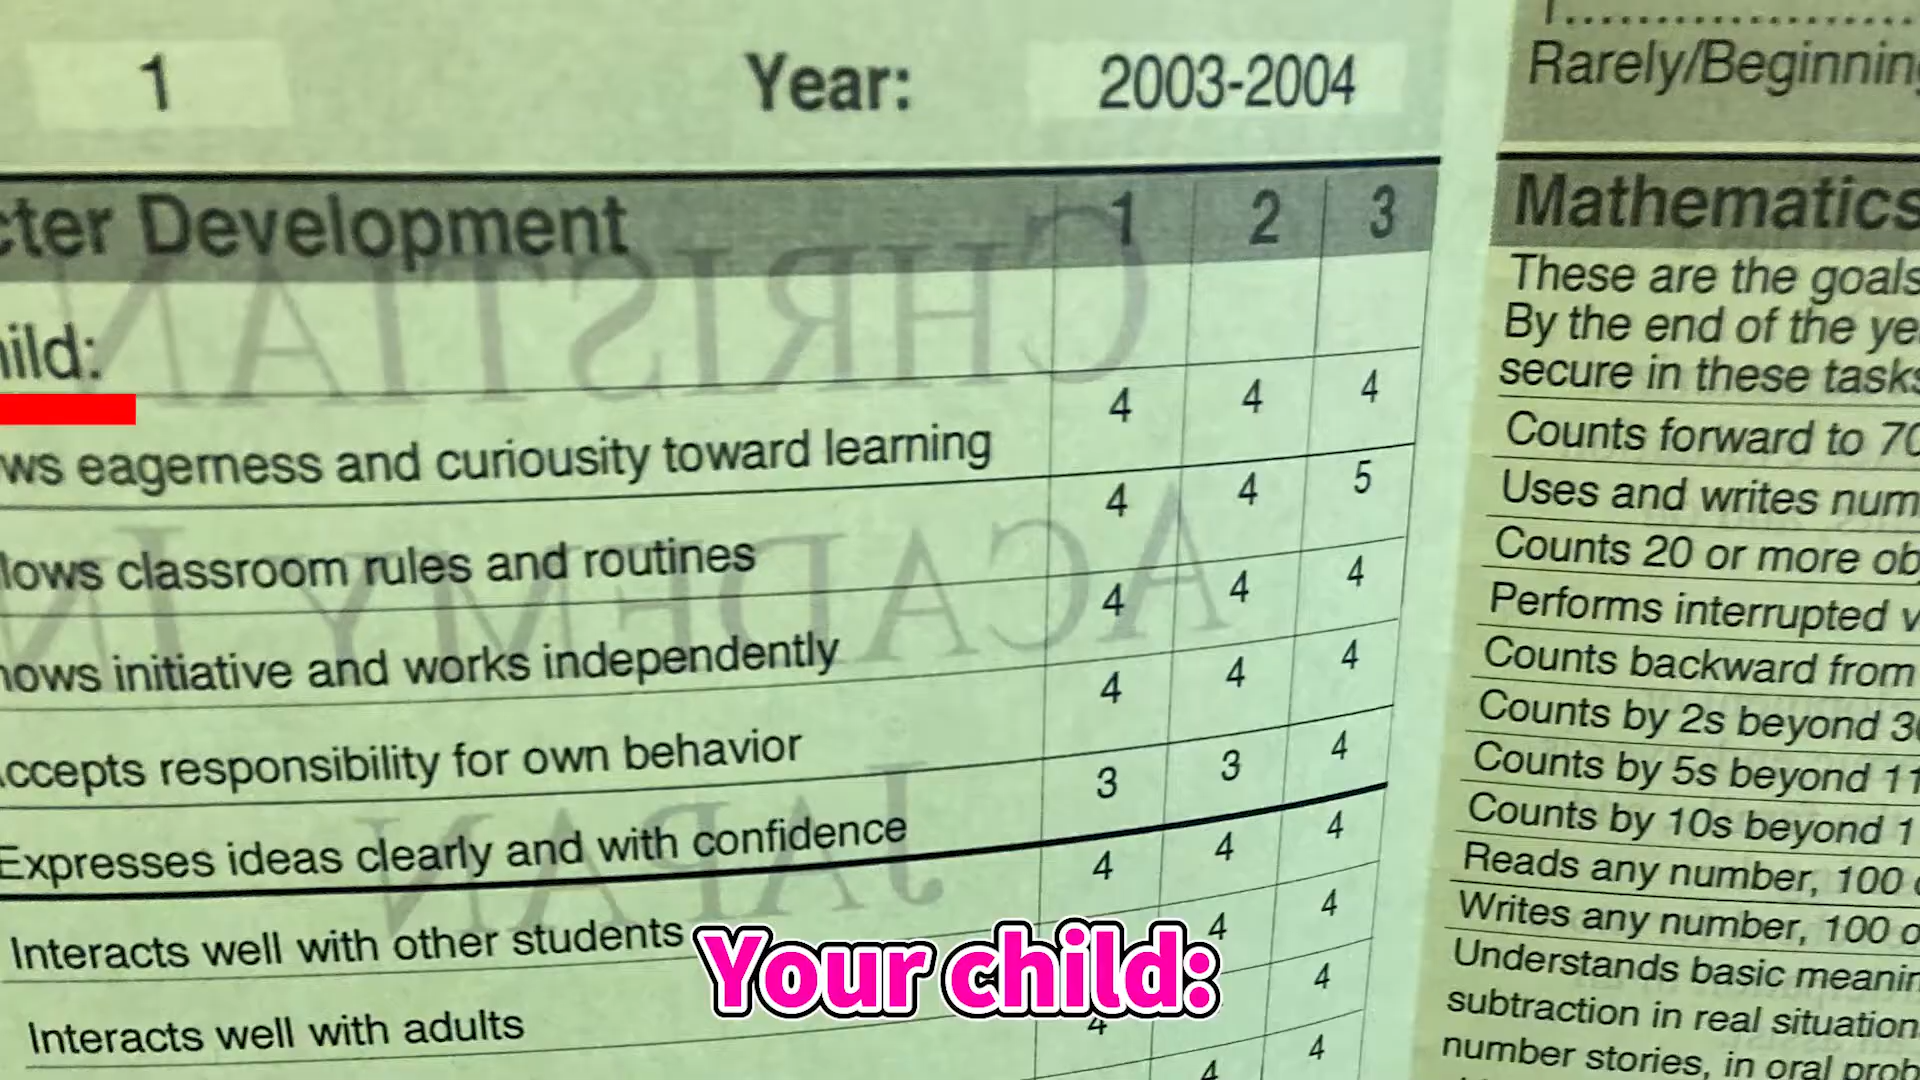 1 Year: 2003-2004
cter Development 1 2 3
hild:
ws eagerness and curiousity toward learning 4 4 4
lows classroom rules and routines 4 4 5
hows initiative and works independently 4 4 4
Accepts responsibility for own behavior 4 4 4
Expresses ideas clearly and with confidence 3 3 4
Interacts well with other students 4 4 4
Interacts well with adults 4 4 4
4 4
CHRISTIAN
ACADEMY IN
JAPAN
Rarely/Beginning
Mathematics
These are the goals
By the end of the ye
secure in these tasks
Counts forward to 70
Uses and writes num
Counts 20 or more ob
Performs interrupted
Counts backward from
Counts by 2s beyond 30
Counts by 5s beyond 11
Counts by 10s beyond 1
Reads any number, 100
Writes any number, 100
Understands basic meanin
subtraction in real situation
number stories, in oral prob
Your child: